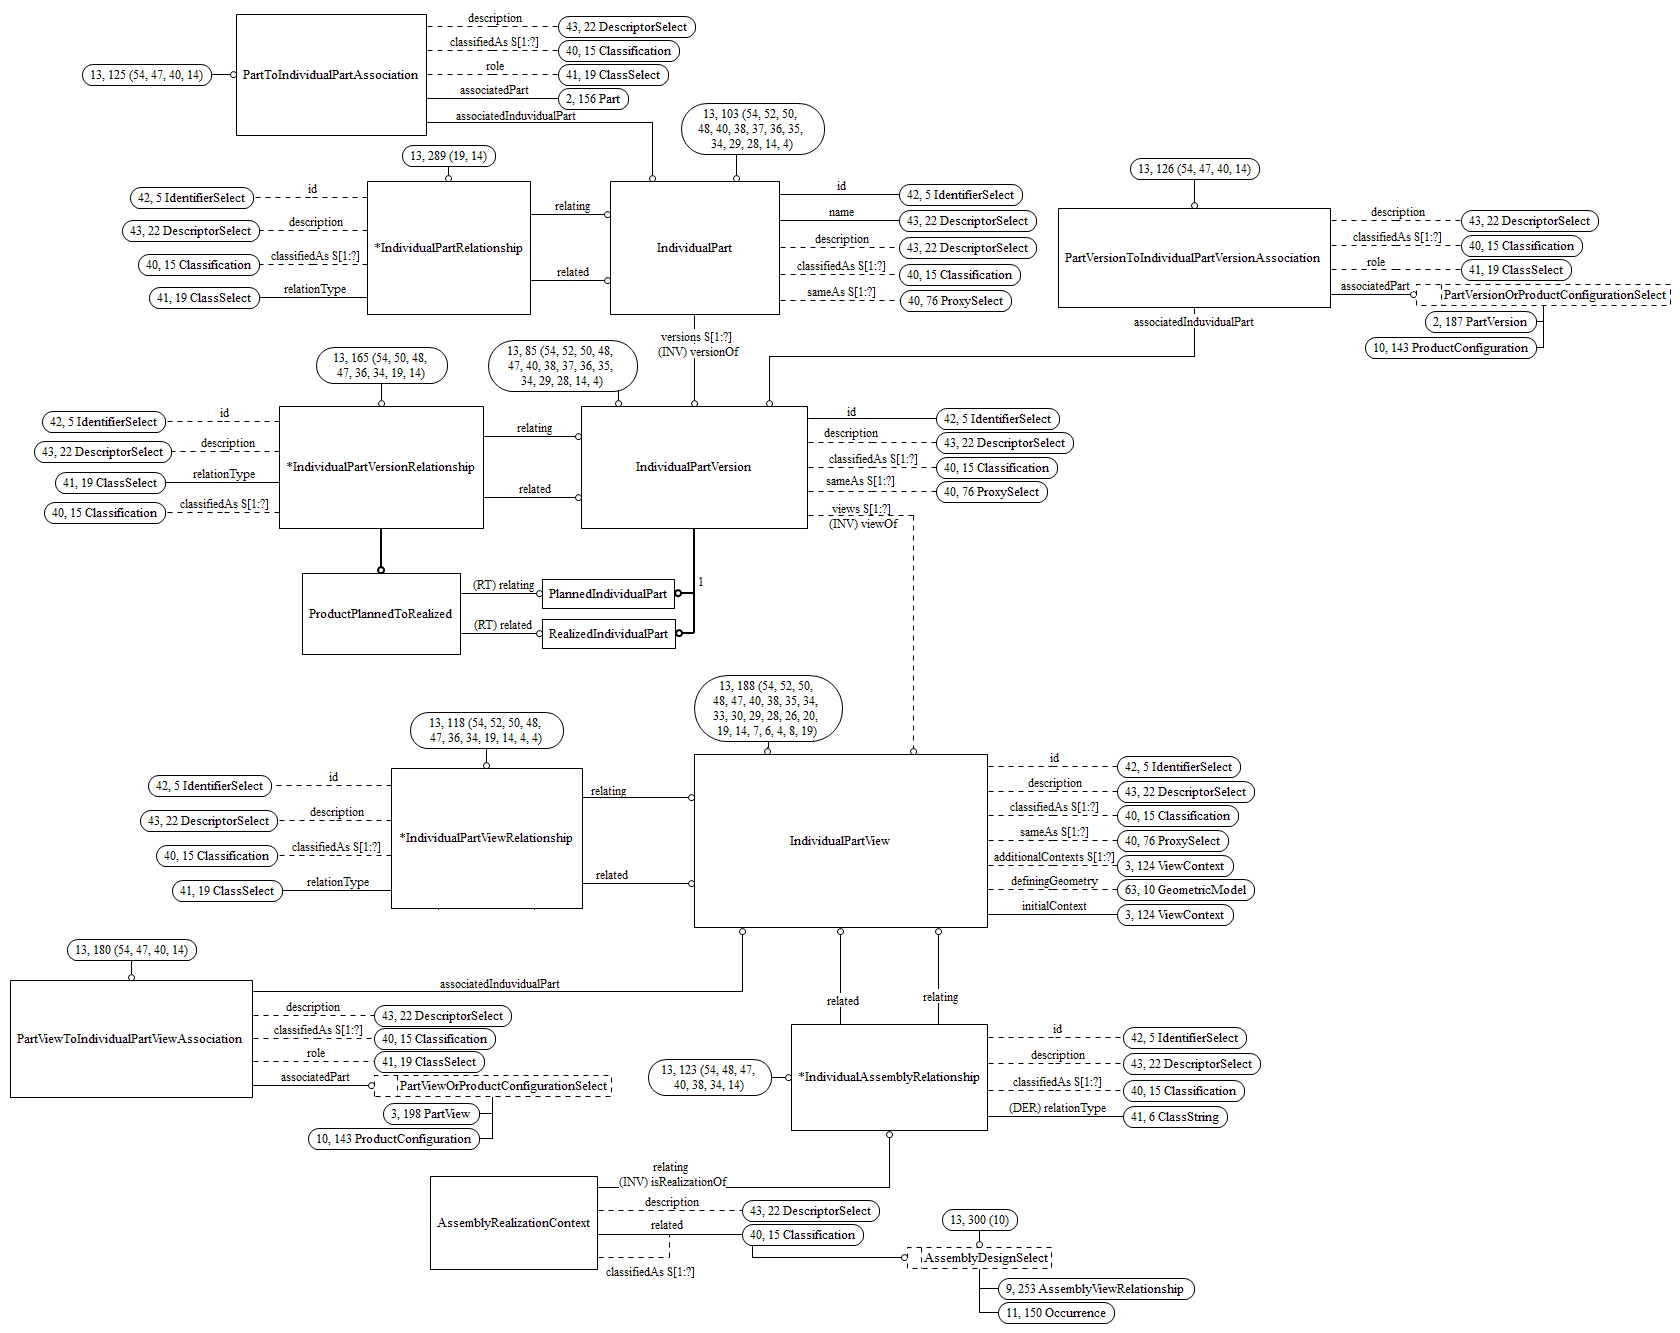 description
43, 22 DescriptorSelect
classifiedAs S[1:?]
40, 15 Classification
13, 125 (54, 47, 40, 14)
PartToIndividualPartAssociation
role
41, 19 ClassSelect
associatedPart
2, 156 Part
associatedInduvidualPart
13, 103 (54, 52, 50,
48, 40, 38, 37, 36, 35,
34, 29, 28, 14, 4)
13, 289 (19, 14)
13, 126 (54, 47, 40, 14)
id
42, 5 IdentifierSelect
description
43, 22 DescriptorSelect
classifiedAs S[1:?]
40, 15 Classification
relationType
41, 19 ClassSelect
*IndividualPartRelationship
relating
related
IndividualPart
id
42, 5 IdentifierSelect
name
43, 22 DescriptorSelect
description
43, 22 DescriptorSelect
classifiedAs S[1:?]
40, 15 Classification
sameAs S[1:?]
40, 76 ProxySelect
PartVersionToIndividualPartVersionAssociation
description
43, 22 DescriptorSelect
classifiedAs S[1:?]
40, 15 Classification
role
41, 19 ClassSelect
associatedPart
PartVersionOrProductConfigurationSelect
2, 187 PartVersion
10, 143 ProductConfiguration
associatedInduvidualPart
versions S[1:?]
(INV) versionOf
13, 165 (54, 50, 48,
47, 36, 34, 19, 14)
13, 85 (54, 52, 50, 48,
47, 40, 38, 37, 36, 35,
34, 29, 28, 14, 4)
id
42, 5 IdentifierSelect
description
43, 22 DescriptorSelect
relationType
41, 19 ClassSelect
classifiedAs S[1:?]
40, 15 Classification
*IndividualPartVersionRelationship
relating
related
IndividualPartVersion
id
42, 5 IdentifierSelect
description
43, 22 DescriptorSelect
classifiedAs S[1:?]
40, 15 Classification
sameAs S[1:?]
40, 76 ProxySelect
views S[1:?]
(INV) viewOf
ProductPlannedToRealized
(RT) relating
PlannedIndividualPart
1
(RT) related
RealizedIndividualPart
13, 118 (54, 52, 50, 48,
47, 36, 34, 19, 14, 4, 4)
13, 188 (54, 52, 50,
48, 47, 40, 38, 35, 34,
33, 30, 29, 28, 26, 20,
19, 14, 7, 6, 4, 8, 19)
id
42, 5 IdentifierSelect
description
43, 22 DescriptorSelect
classifiedAs S[1:?]
40, 15 Classification
relationType
41, 19 ClassSelect
*IndividualPartViewRelationship
relating
related
IndividualPartView
id
42, 5 IdentifierSelect
description
43, 22 DescriptorSelect
classifiedAs S[1:?]
40, 15 Classification
sameAs S[1:?]
40, 76 ProxySelect
additionalContexts S[1:?]
3, 124 ViewContext
definingGeometry
63, 10 GeometricModel
initialContext
3, 124 ViewContext
13, 180 (54, 47, 40, 14)
PartViewToIndividualPartViewAssociation
associatedInduvidualPart
description
43, 22 DescriptorSelect
classifiedAs S[1:?]
40, 15 Classification
role
41, 19 ClassSelect
associatedPart
PartViewOrProductConfigurationSelect
3, 198 PartView
10, 143 ProductConfiguration
related
relating
13, 123 (54, 48, 47,
40, 38, 34, 14)
*IndividualAssemblyRelationship
id
42, 5 IdentifierSelect
description
43, 22 DescriptorSelect
classifiedAs S[1:?]
40, 15 Classification
(DER) relationType
41, 6 ClassString
relating
(INV) isRealizationOf
AssemblyRealizationContext
description
43, 22 DescriptorSelect
related
40, 15 Classification
classifiedAs S[1:?]
13, 300 (10)
AssemblyDesignSelect
9, 253 AssemblyViewRelationship
11, 150 Occurrence